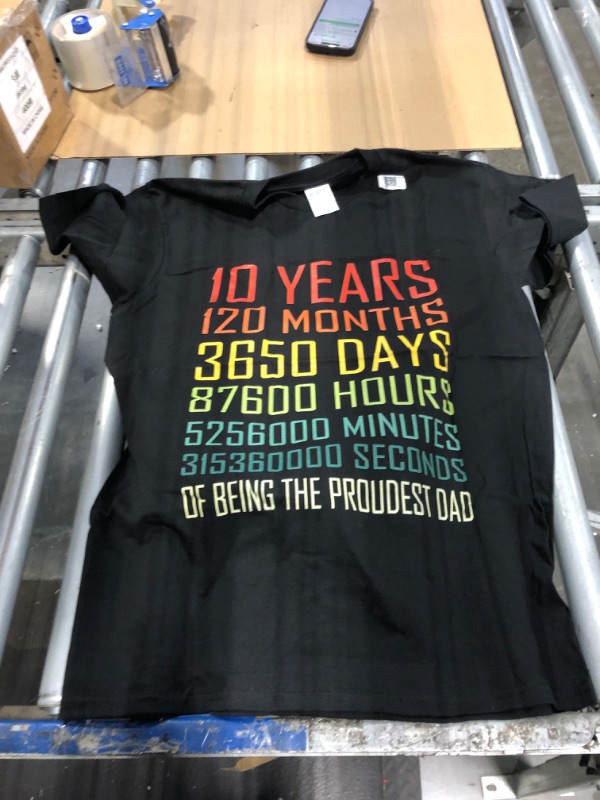 10 YEARS
120 MONTHS
3650 DAYS
87600 HOURS
5256000 MINUTES
315360000 SECONDS
OF BEING THE PROUDEST DAD